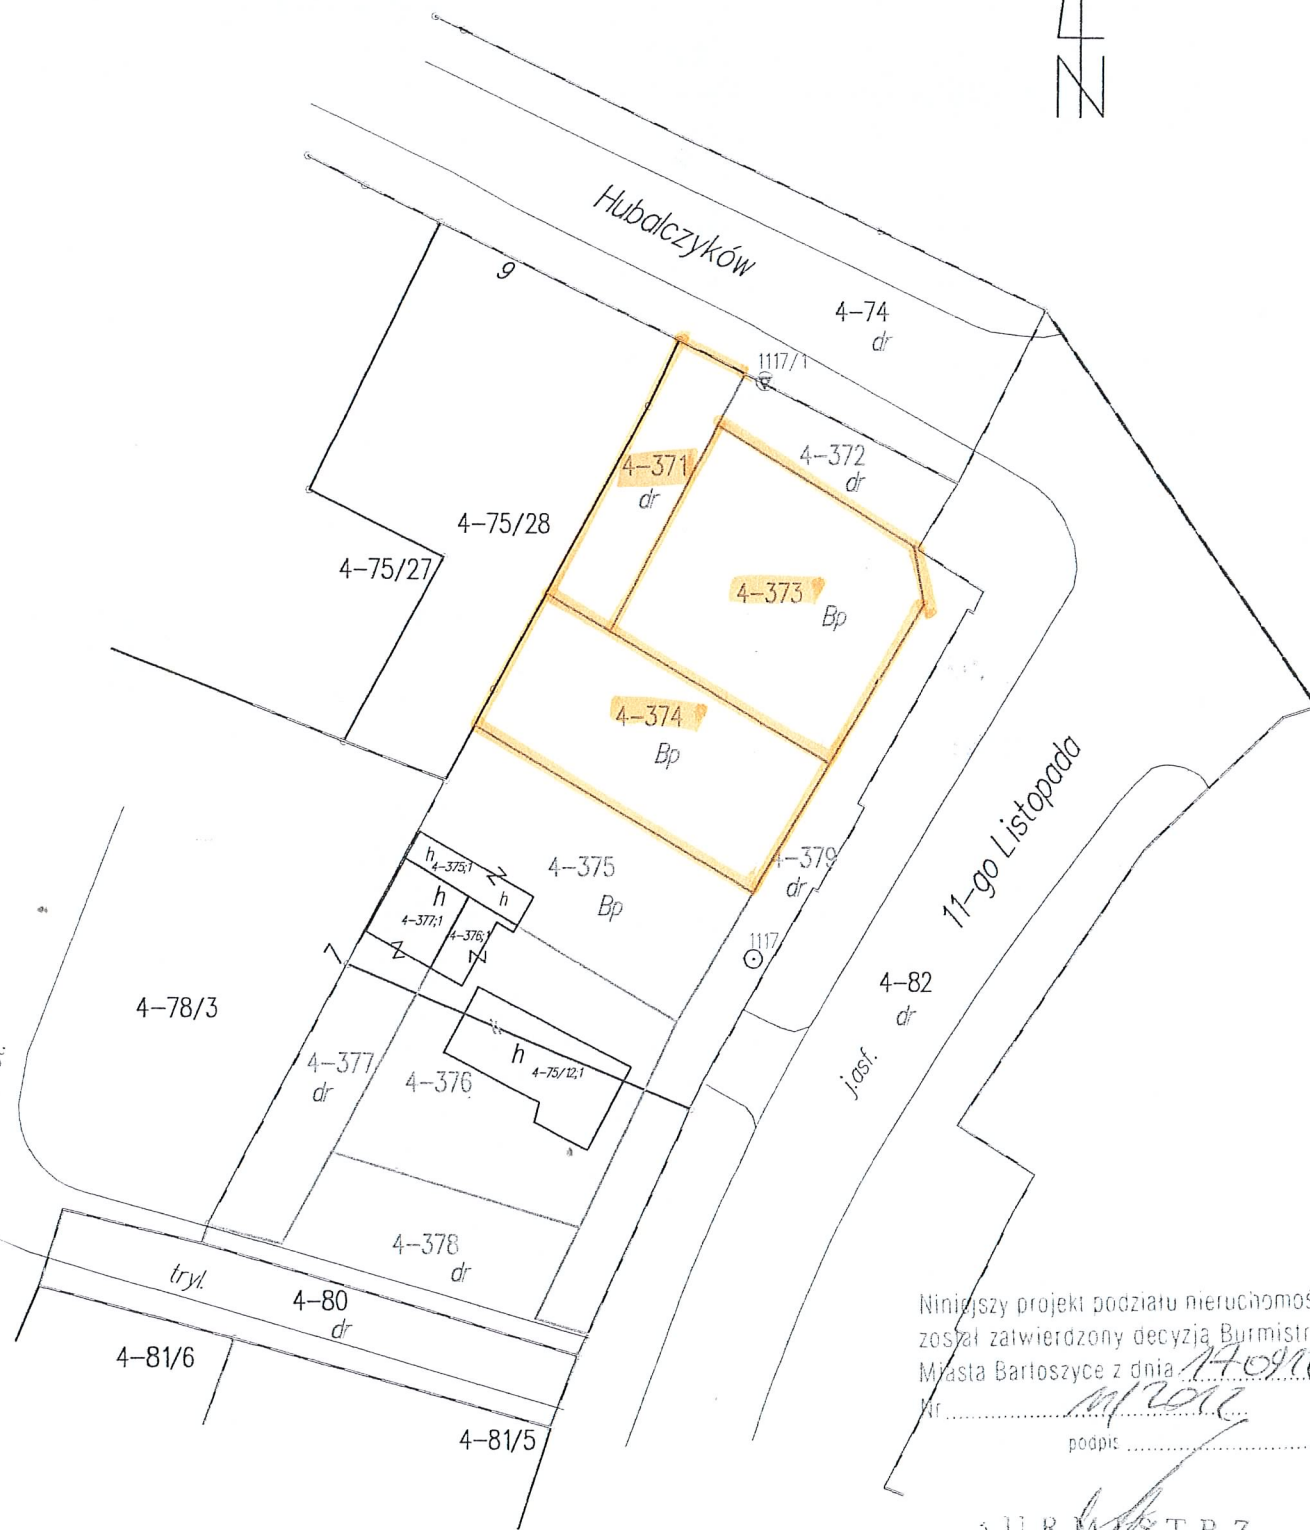 N
Hubalczyków
9
4-74
dr
1117/1
4-372
dr
4-371
dr
4-75/28
4-75/27
4-373
Bp
4-374
Bp
4-375
Bp
4-379
dr
11-go Listopada
h
4-375;1
h
h
4-377;1
4-376;1
7
1117
4-82
dr
j.asf.
4-78/3
4-377
dr
4-376
h
4-75/12;1
4-378
dr
tryl.
4-80
dr
4-81/6
4-81/5
Niniejszy projekt podziału nieruchomoś
został zatwierdzony decyzją Burmistr
Miasta Bartoszyce z dnia
Nr
podpis